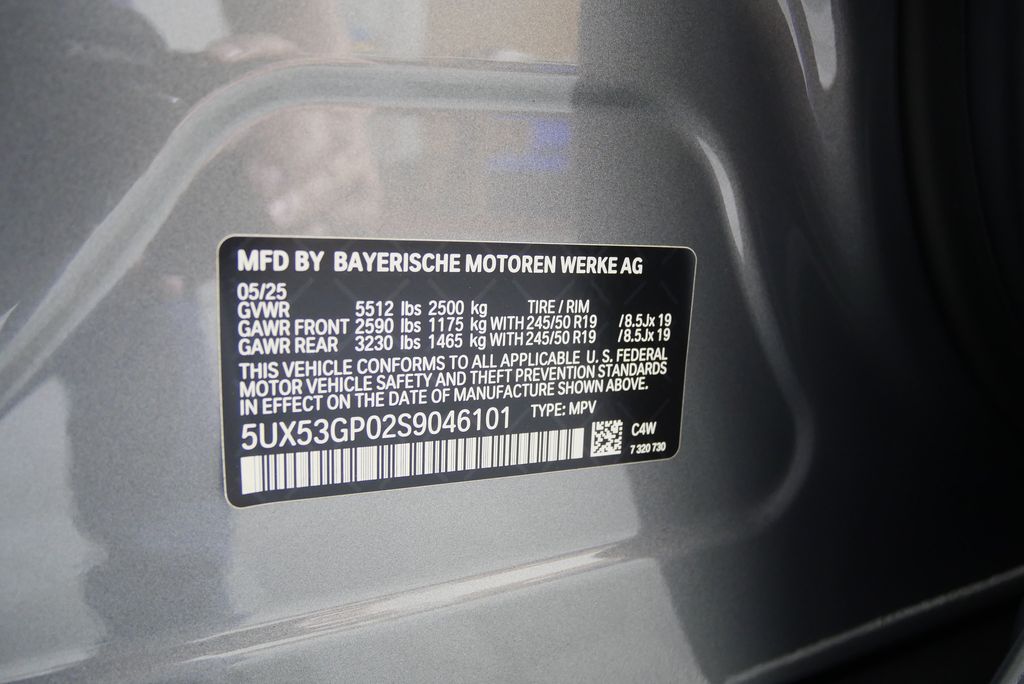 MFD BY BAYERISCHE MOTOREN WERKE AG
05/25
GVWR 5512 lbs 2500 kg TIRE / RIM
GAWR FRONT 2590 lbs 1175 kg WITH 245/50 R19 /8.5Jx 19
GAWR REAR 3230 lbs 1465 kg WITH 245/50 R19 /8.5Jx 19
THIS VEHICLE CONFORMS TO ALL APPLICABLE U. S. FEDERAL
MOTOR VEHICLE SAFETY AND THEFT PREVENTION STANDARDS
IN EFFECT ON THE DATE OF MANUFACTURE SHOWN ABOVE.
5UX53GP02S9046101 TYPE: MPV
C4W
7 320 730